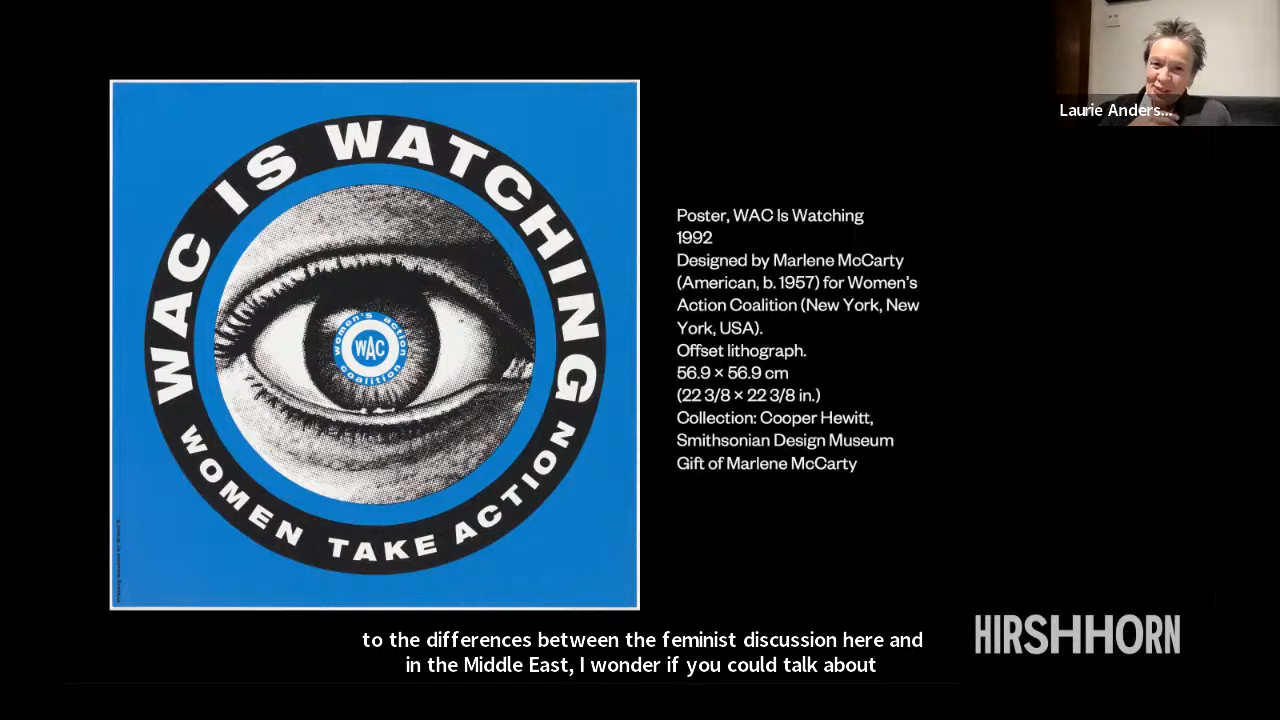 WAC IS WATCHING
WOMEN TAKE ACTION
women's action
WAC
coalition
Laurie Anders...
Poster, WAC Is Watching
1992
Designed by Marlene McCarty
(American, b. 1957) for Women's
Action Coalition (New York, New
York, USA).
Offset lithograph.
56.9 × 56.9 cm
(22 3/8 × 22 3/8 in.)
Collection: Cooper Hewitt,
Smithsonian Design Museum
Gift of Marlene McCarty
HIRSHHORN
to the differences between the feminist discussion here and
in the Middle East, I wonder if you could talk about